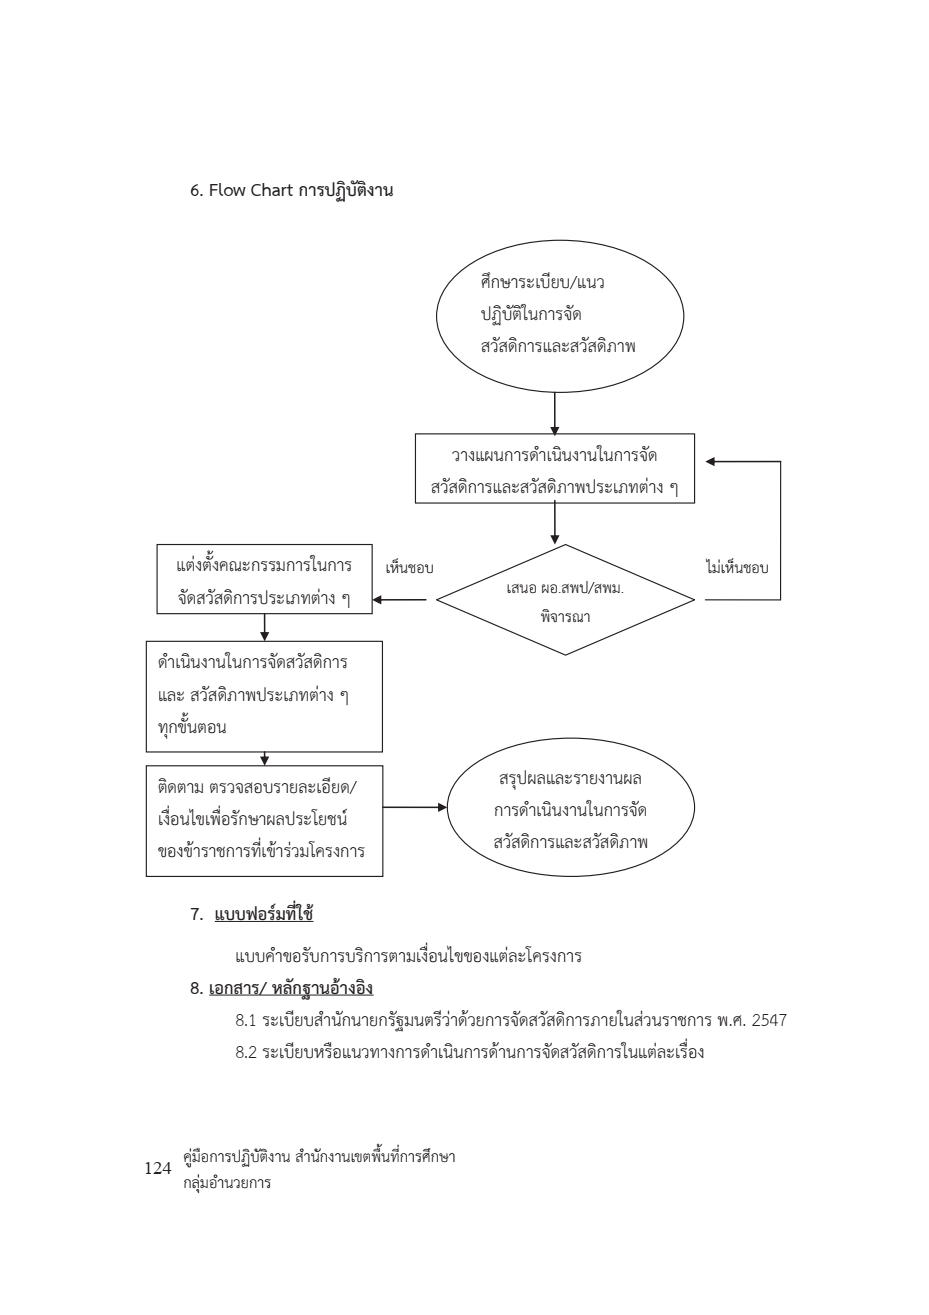 6. Flow Chart การปฏิบัติงาน
ศึกษาระเบียบ/แนว
ปฏิบัติในการจัด
สวัสดิการและสวัสดิภาพ
วางแผนการดำเนินงานในการจัด
สวัสดิการและสวัสดิภาพประเภทต่าง ๆ
แต่งตั้งคณะกรรมการในการ
จัดสวัสดิการประเภทต่าง ๆ
เห็นชอบ
เสนอ ผอ.สพป/สพม.
พิจารณา
ไม่เห็นชอบ
ดำเนินงานในการจัดสวัสดิการ
และ สวัสดิภาพประเภทต่าง ๆ
ทุกขั้นตอน
ติดตาม ตรวจสอบรายละเอียด/
เงื่อนไขเพื่อรักษาผลประโยชน์
ของข้าราชการที่เข้าร่วมโครงการ
สรุปผลและรายงานผล
การดำเนินงานในการจัด
สวัสดิการและสวัสดิภาพ
7. แบบฟอร์มที่ใช้
แบบคำขอรับการบริการตามเงื่อนไขของแต่ละโครงการ
8. เอกสาร/ หลักฐานอ้างอิง
8.1 ระเบียบสำนักนายกรัฐมนตรีว่าด้วยการจัดสวัสดิการภายในส่วนราชการ พ.ศ. 2547
8.2 ระเบียบหรือแนวทางการดำเนินการด้านการจัดสวัสดิการในแต่ละเรื่อง
124
คู่มือการปฏิบัติงาน สำนักงานเขตพื้นที่การศึกษา
กลุ่มอำนวยการ